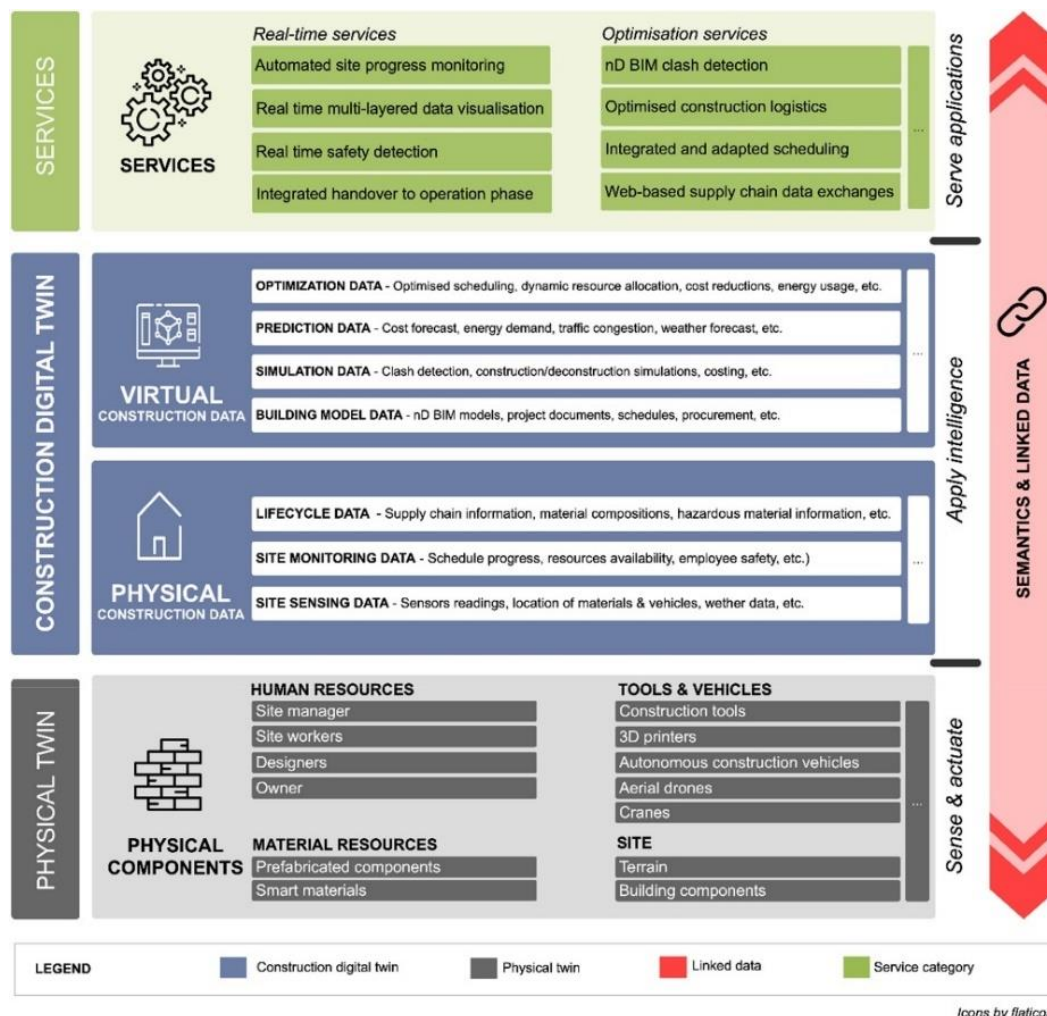 SERVICES
SERVICES
Real-time services
Automated site progress monitoring
Real time multi-layered data visualisation
Real time safety detection
Integrated handover to operation phase
Optimisation services
nD BIM clash detection
Optimised construction logistics
Integrated and adapted scheduling
Web-based supply chain data exchanges
...
Serve applications
CONSTRUCTION DIGITAL TWIN
VIRTUAL
CONSTRUCTION DATA
OPTIMIZATION DATA - Optimised scheduling, dynamic resource allocation, cost reductions, energy usage, etc.
PREDICTION DATA - Cost forecast, energy demand, traffic congestion, weather forecast, etc.
SIMULATION DATA - Clash detection, construction/deconstruction simulations, costing, etc.
BUILDING MODEL DATA - nD BIM models, project documents, schedules, procurement, etc.
...
PHYSICAL
CONSTRUCTION DATA
LIFECYCLE DATA - Supply chain information, material compositions, hazardous material information, etc.
SITE MONITORING DATA - Schedule progress, resources availability, employee safety, etc.)
SITE SENSING DATA - Sensors readings, location of materials & vehicles, wether data, etc.
...
Apply intelligence
PHYSICAL TWIN
PHYSICAL
COMPONENTS
HUMAN RESOURCES
Site manager
Site workers
Designers
Owner
MATERIAL RESOURCES
Prefabricated components
Smart materials
TOOLS & VEHICLES
Construction tools
3D printers
Autonomous construction vehicles
Aerial drones
Cranes
SITE
Terrain
Building components
...
Sense & actuate
SEMANTICS & LINKED DATA
LEGEND
Construction digital twin
Physical twin
Linked data
Service category
Icons by